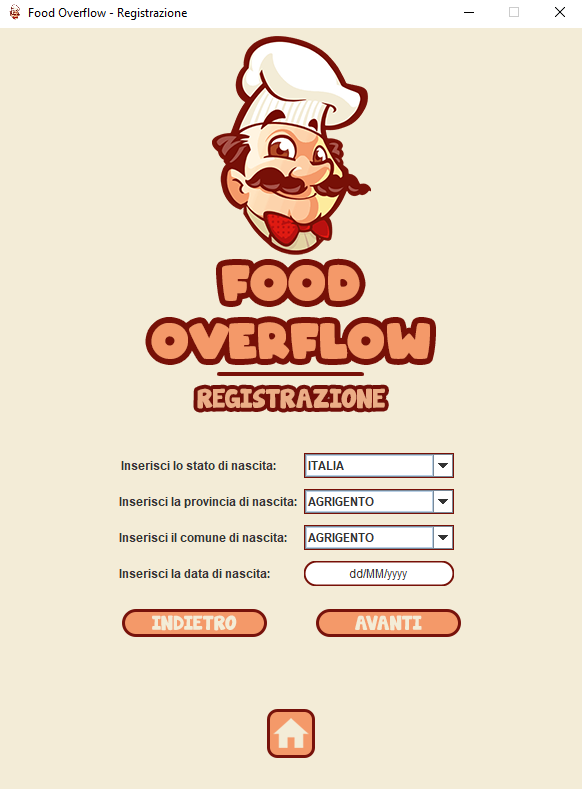 Food Overflow - Registrazione
FOOD
OVERFLOW
REGISTRAZIONE
Inserisci lo stato di nascita: ITALIA
Inserisci la provincia di nascita: AGRIGENTO
Inserisci il comune di nascita: AGRIGENTO
Inserisci la data di nascita: dd/MM/yyyy
INDIETRO AVANTI